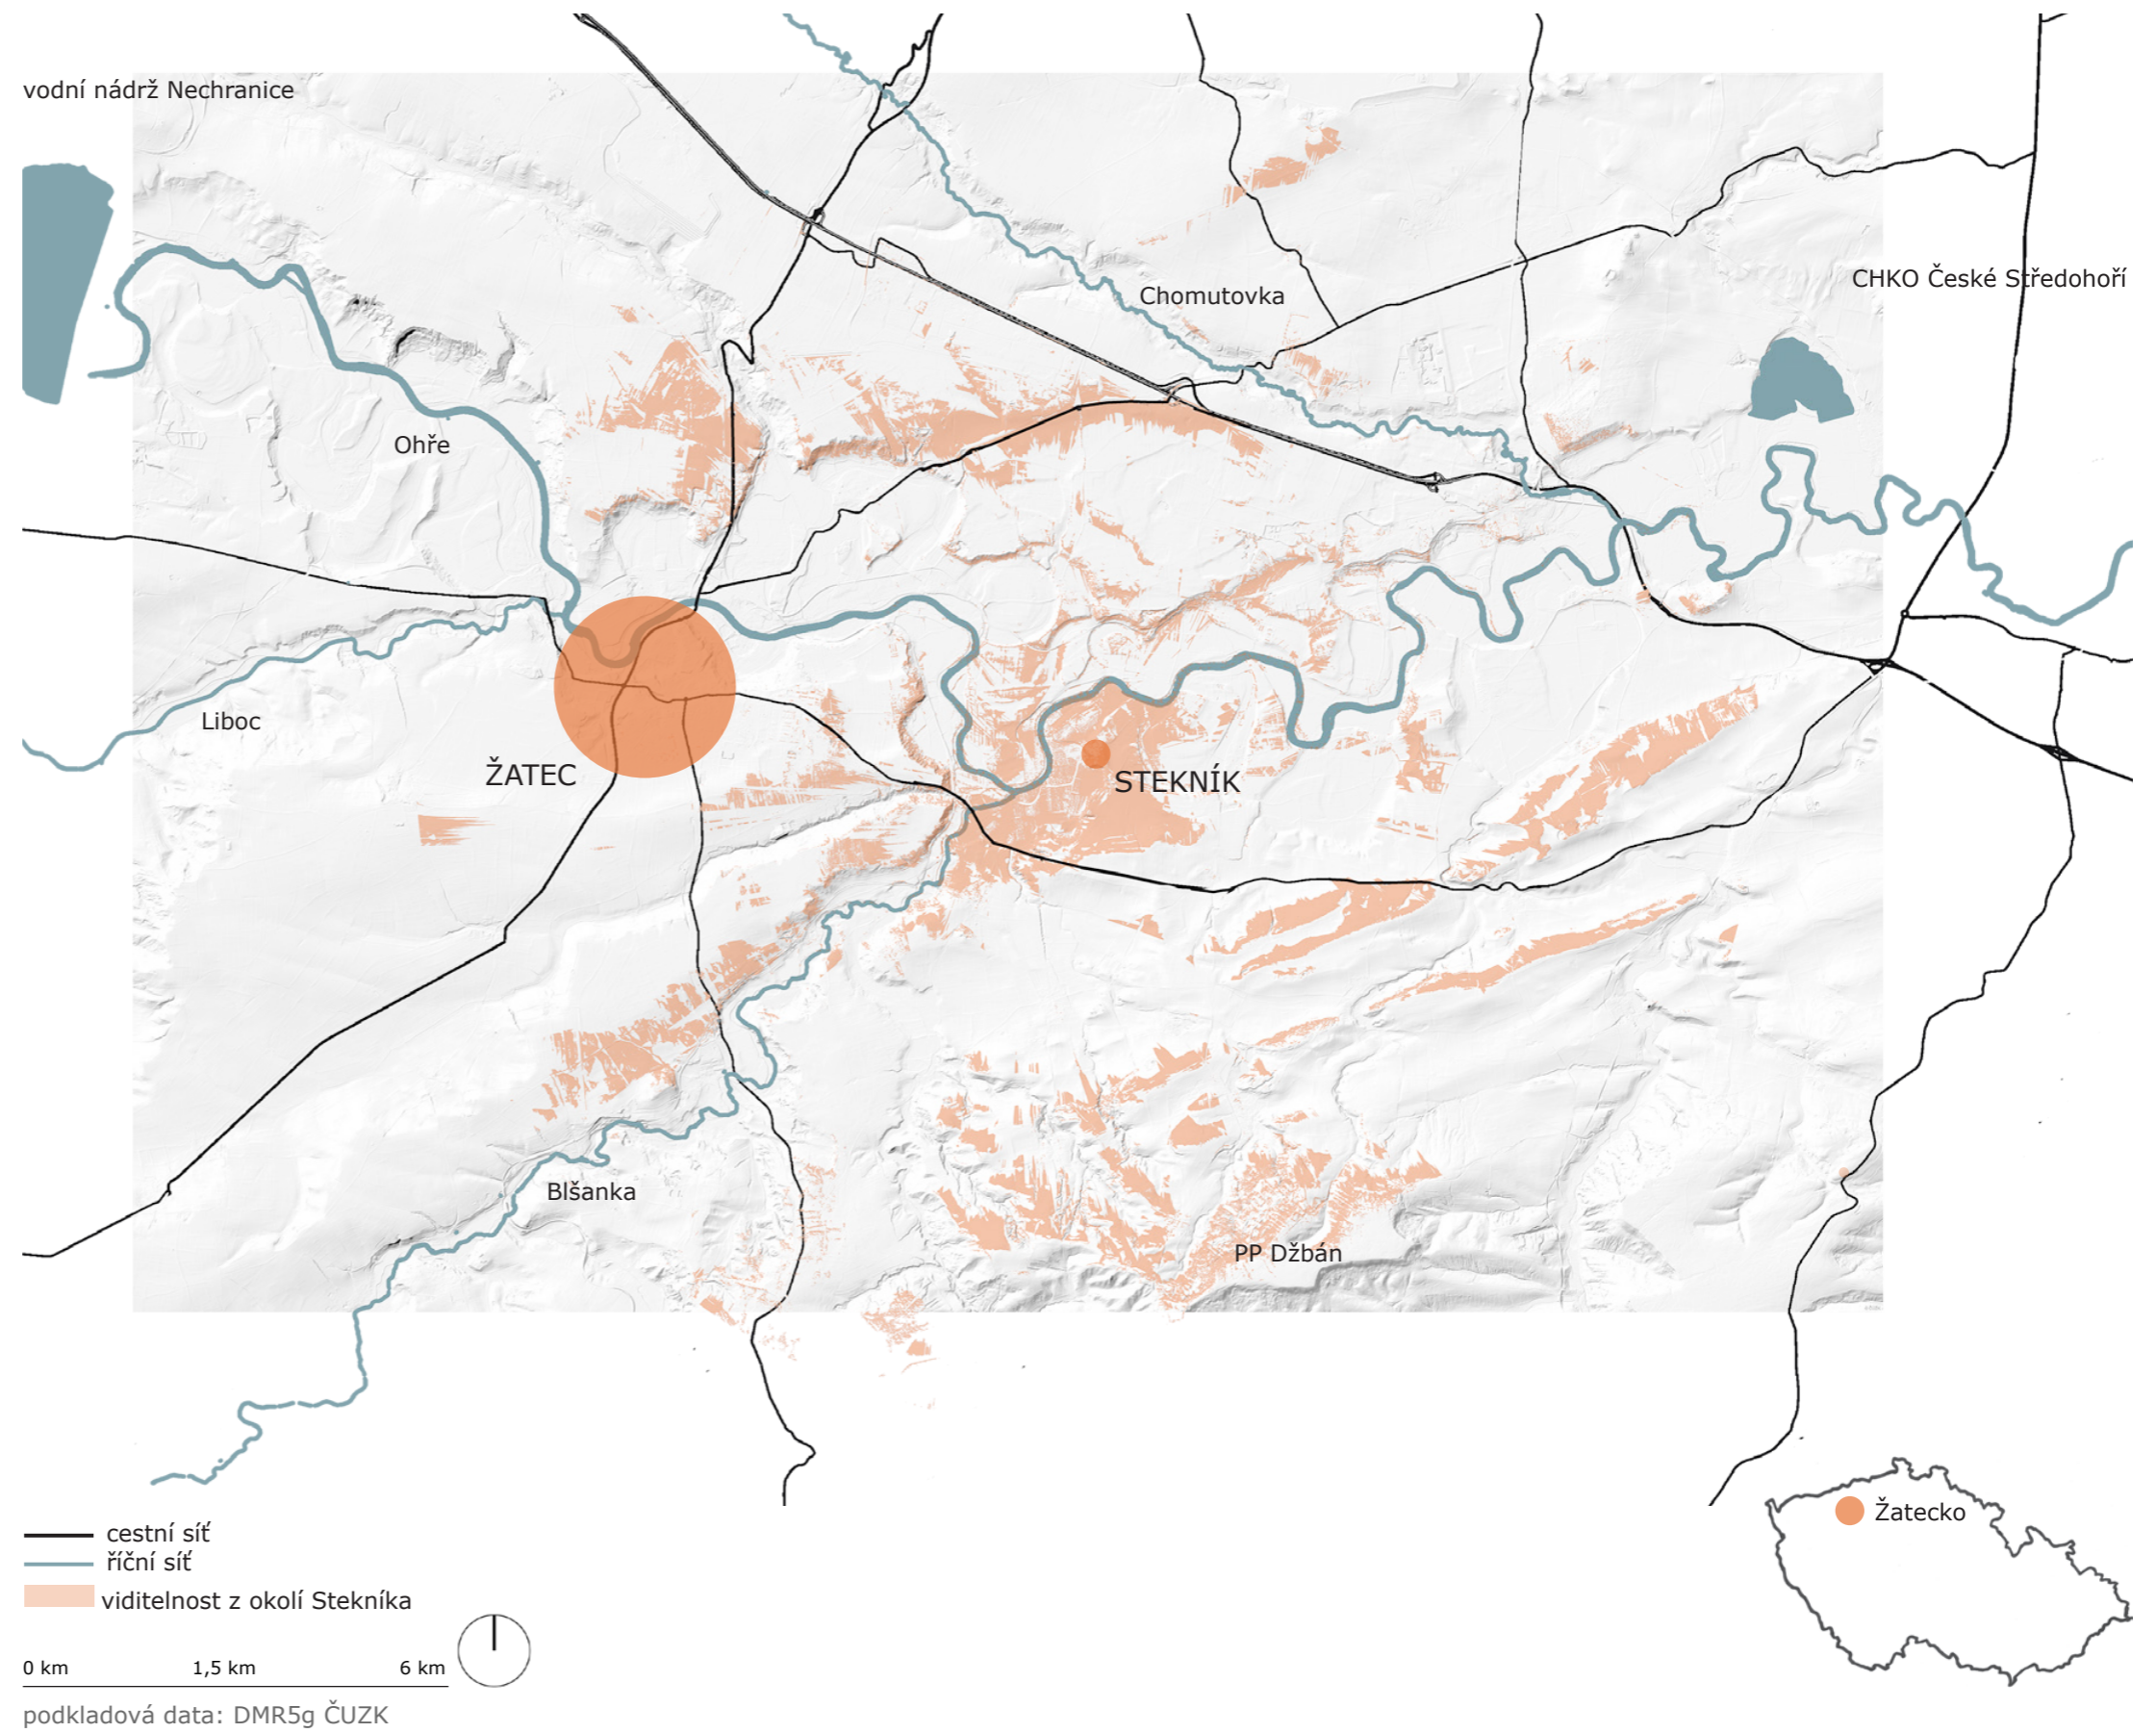 vodní nádrž Nechranice
CHKO České Středohoří
Chomutovka
Ohře
Liboc
ŽATEC
STEKNÍK
Blšanka
PP Džbán
Žatecko
cestní síť
říční síť
viditelnost z okolí Stekníka
0 km 1,5 km 6 km
podkladová data: DMR5g ČUZK